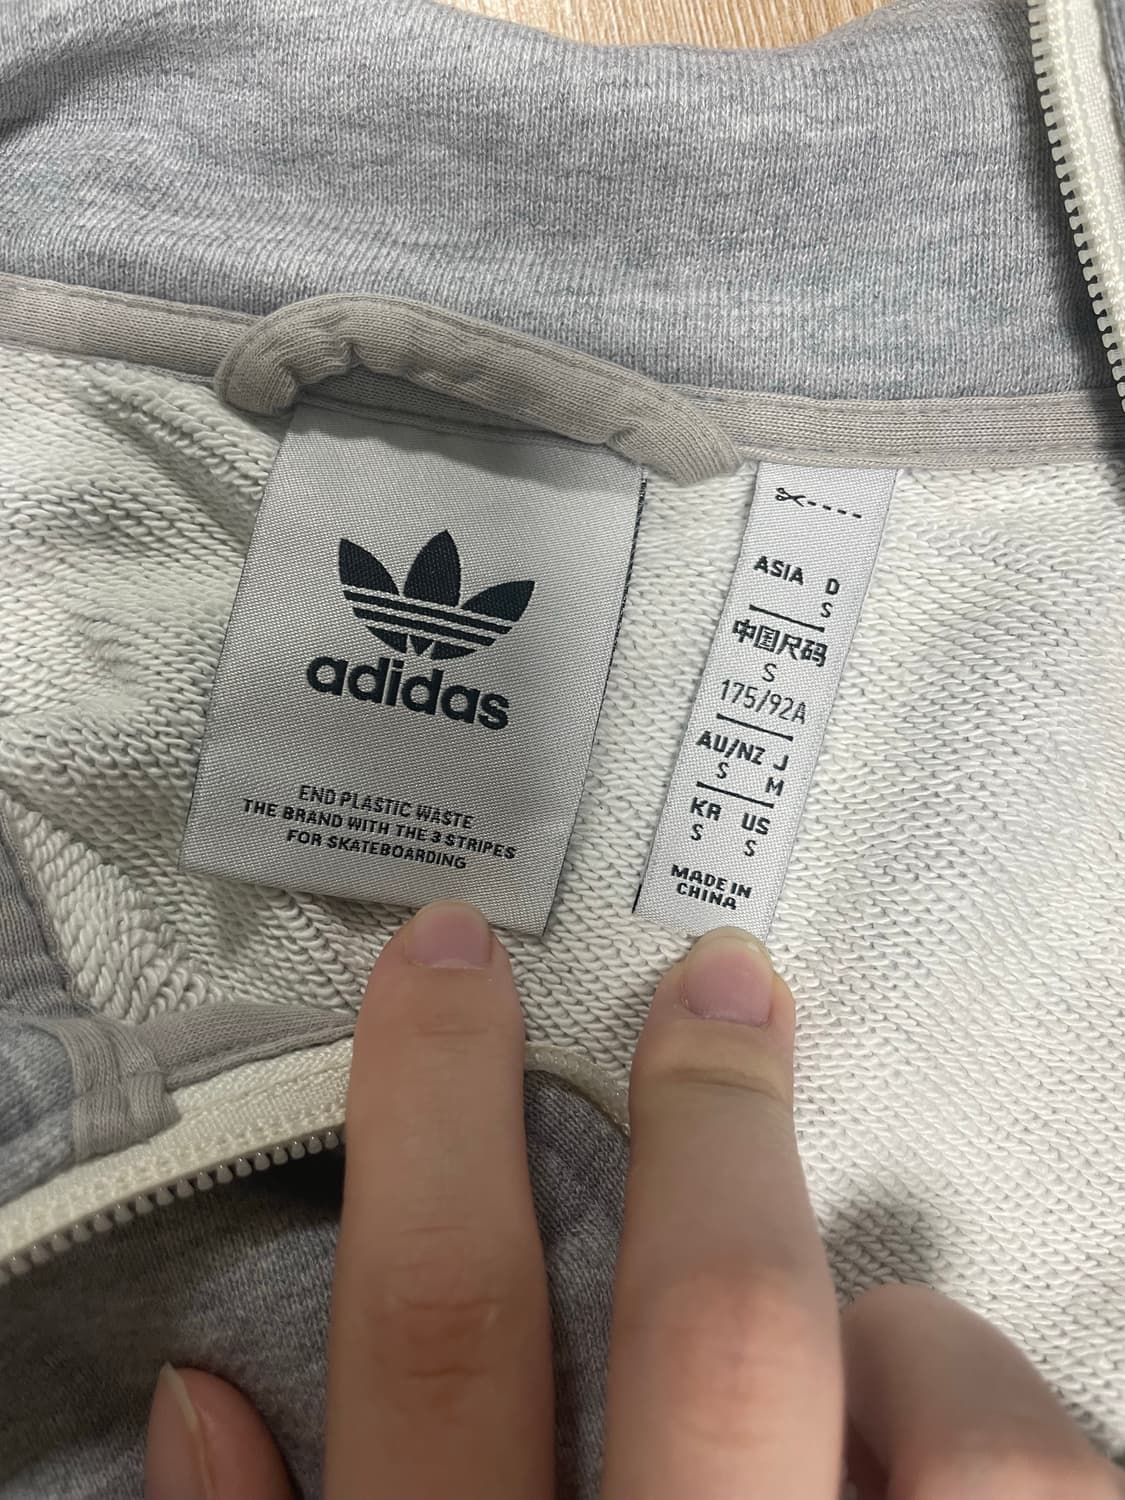 adidas
END PLASTIC WASTE
THE BRAND WITH THE 3 STRIPES
FOR SKATEBOARDING
ASIA D
S
中国尺码
S
175/92A
AU/NZ J
S M
KR US
S S
MADE IN
CHINA